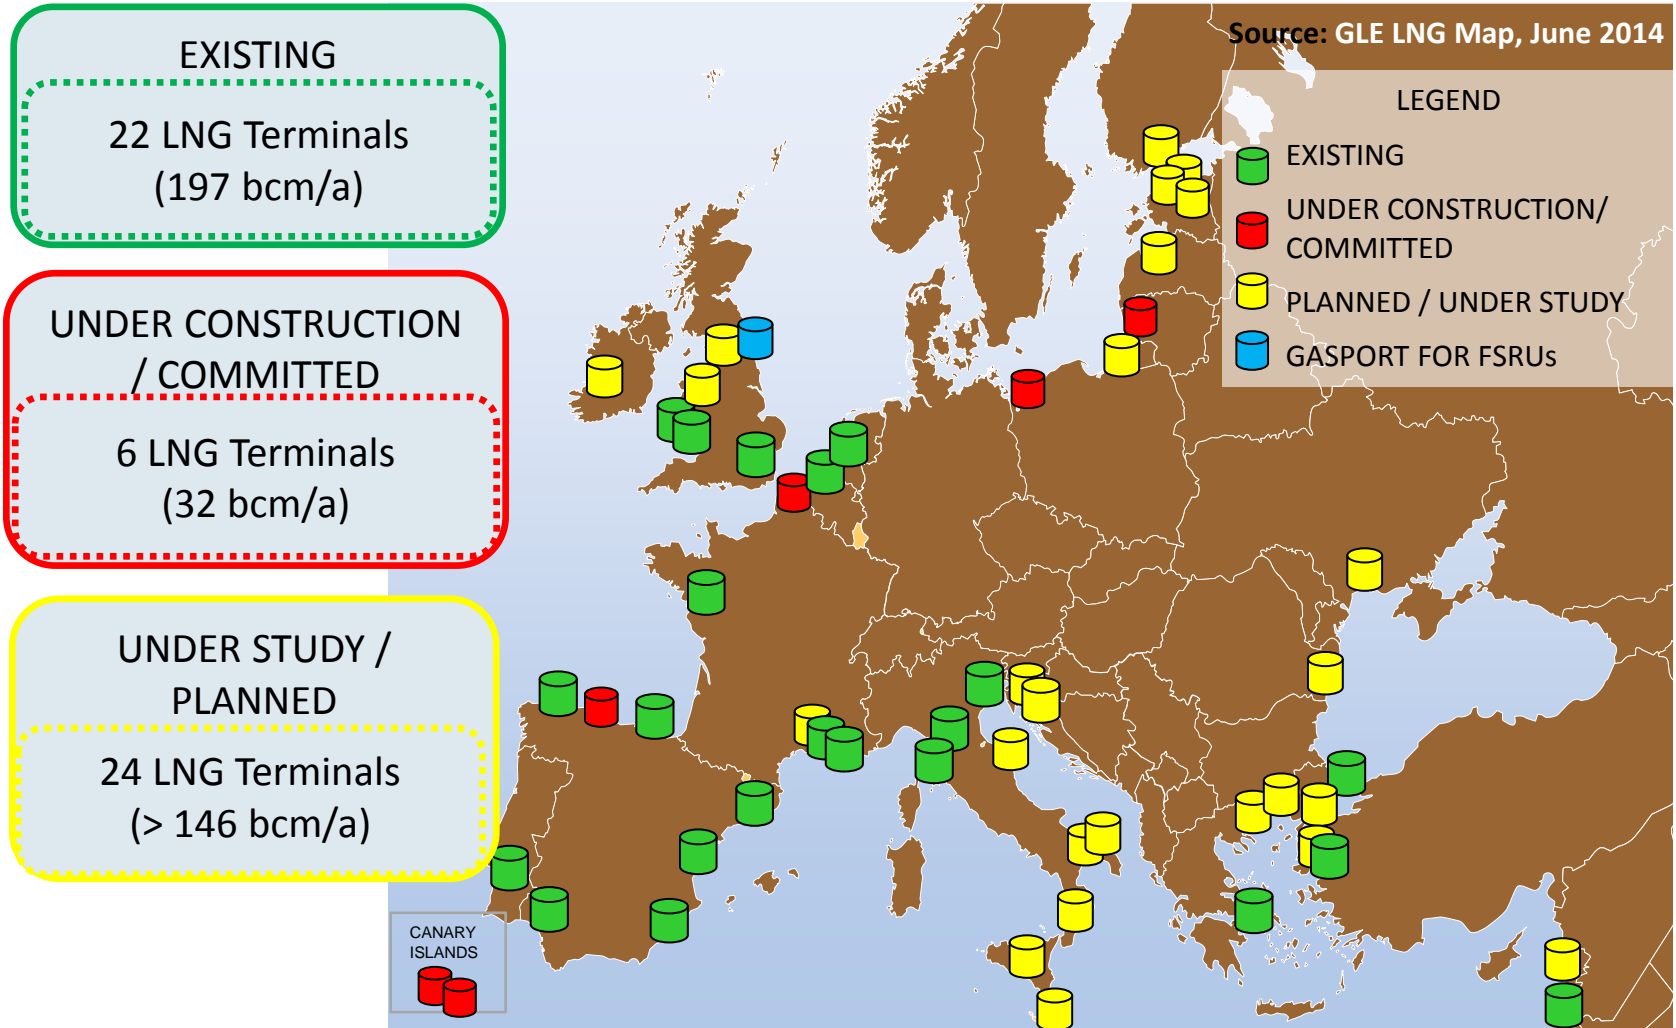 EXISTING
22 LNG Terminals
(197 bcm/a)
UNDER CONSTRUCTION
/ COMMITTED
6 LNG Terminals
(32 bcm/a)
UNDER STUDY /
PLANNED
24 LNG Terminals
(> 146 bcm/a)
Source: GLE LNG Map, June 2014
LEGEND
EXISTING
UNDER CONSTRUCTION/
COMMITTED
PLANNED / UNDER STUDY
GASPORT FOR FSRUs
CANARY
ISLANDS